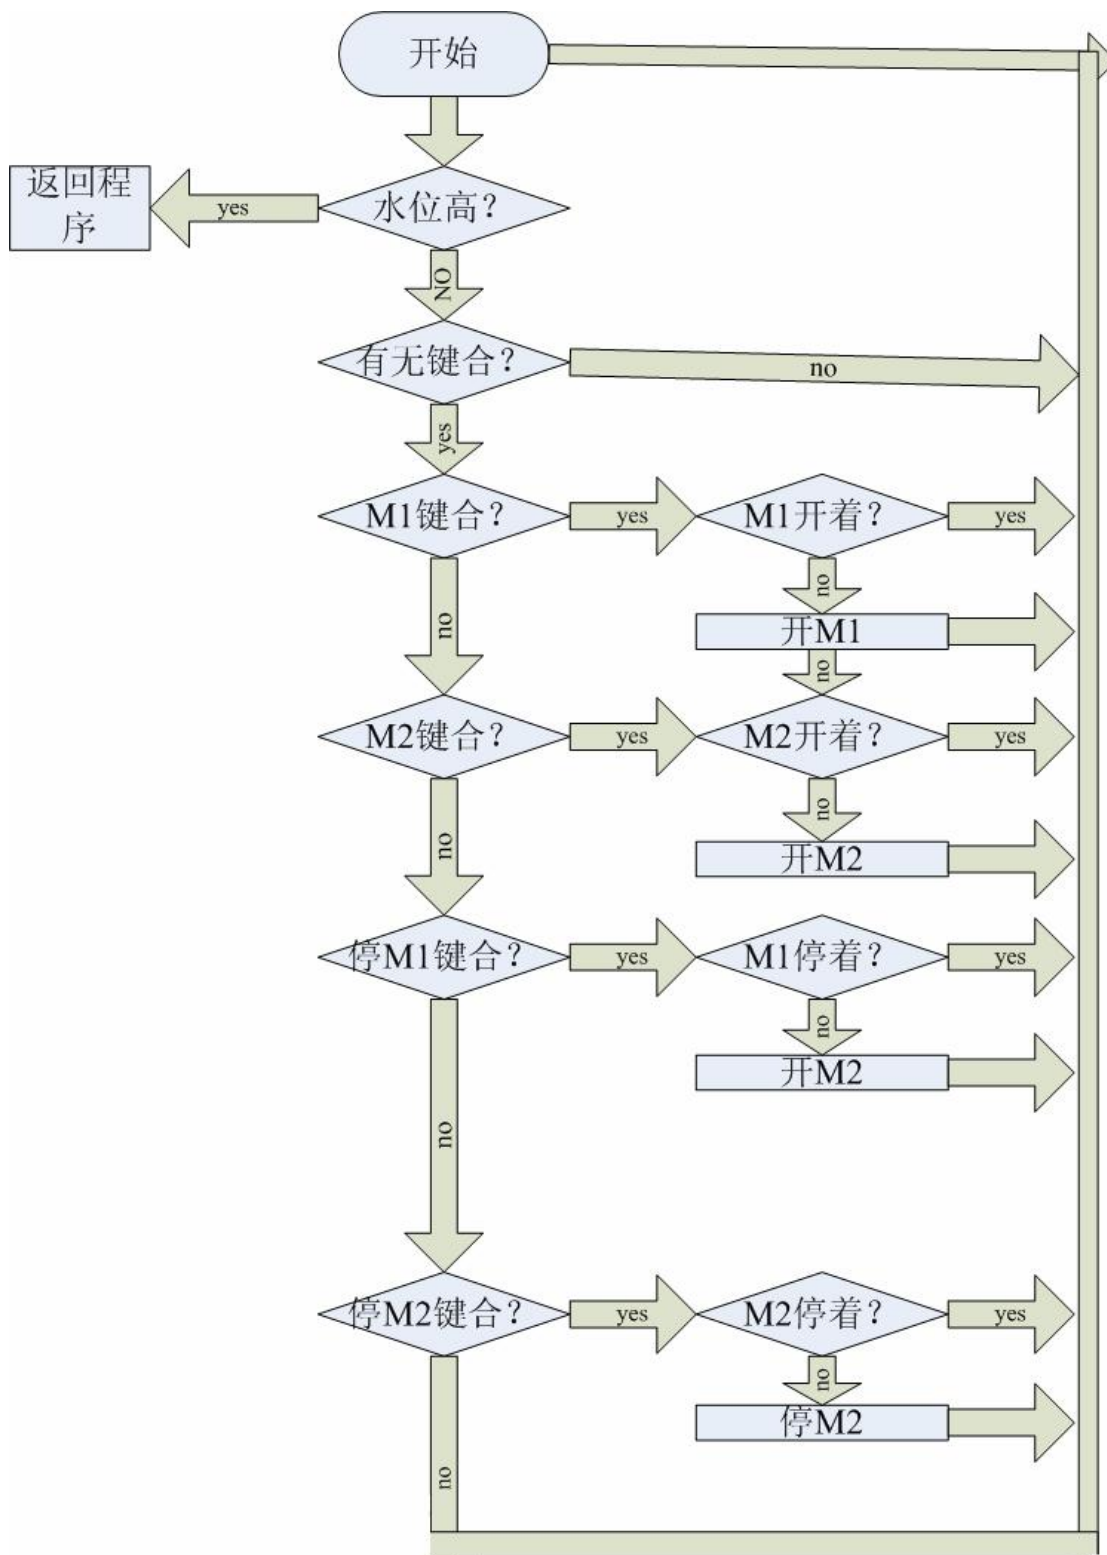 开始
返回程
序
yes
水位高？
NO
有无键合？
no
yes
M1键合？
yes
M1开着？
yes
no
no
开M1
no
M2键合？
yes
M2开着？
yes
no
no
开M2
停M1键合？
yes
M1停着？
yes
no
开M2
no
停M2键合？
yes
M2停着？
yes
no
停M2
no